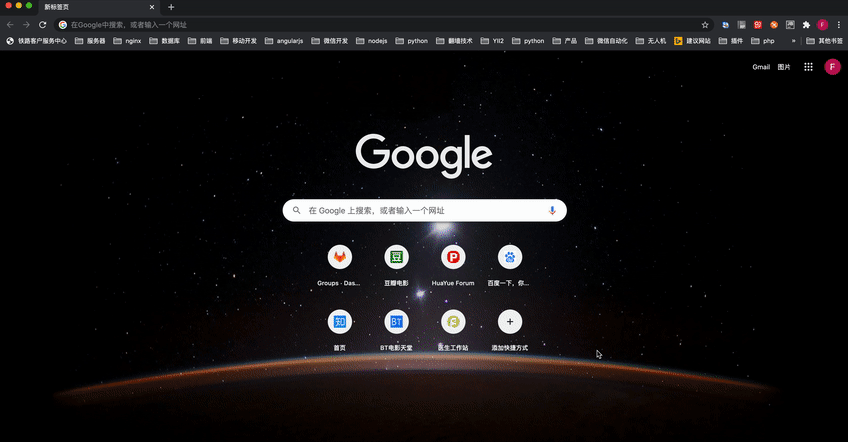 新标签页
在Google中搜索，或者输入一个网址
F
铁路客户服务中心 服务器 nginx 数据库 前端 移动开发 angularjs 微信开发 nodejs python 翻墙技术 YII2 python 产品 微信自动化 无人机 建议网站 插件 php » 其他书签
Gmail 图片 F
Google
在 Google 上搜索，或者输入一个网址
豆 P
Groups · Das... 豆瓣电影 HuaYue Forum 百度一下，你...
知 BT
首页 BT电影天堂 医生工作站 添加快捷方式